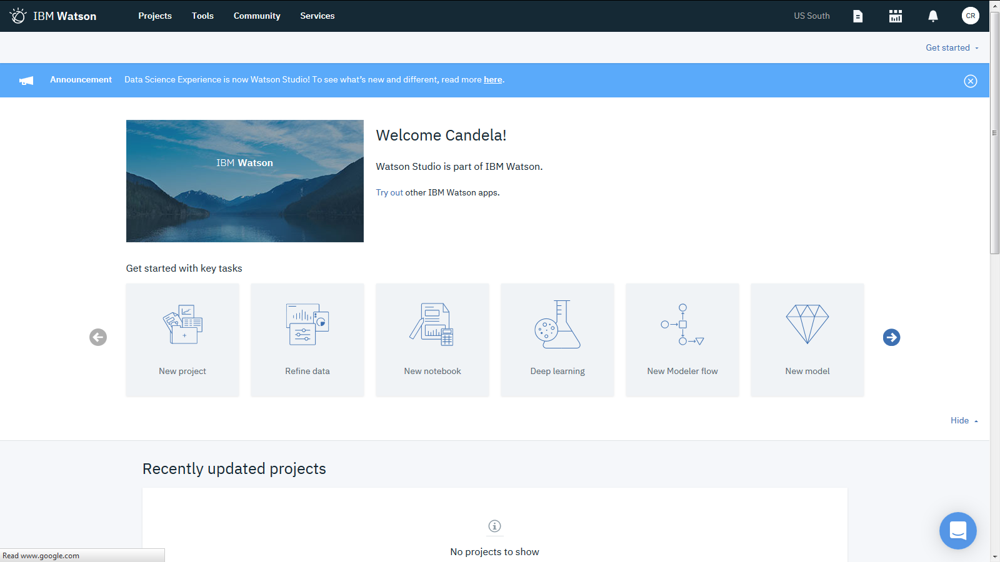 IBM Watson
Projects
Tools
Community
Services
US South
CR
Get started
Announcement
Data Science Experience is now Watson Studio! To see what's new and different, read more here.
IBM Watson
Welcome Candela!
Watson Studio is part of IBM Watson.
Try out other IBM Watson apps.
Get started with key tasks
New project
Refine data
New notebook
Deep learning
New Modeler flow
New model
Hide
Recently updated projects
No projects to show
Read www.google.com